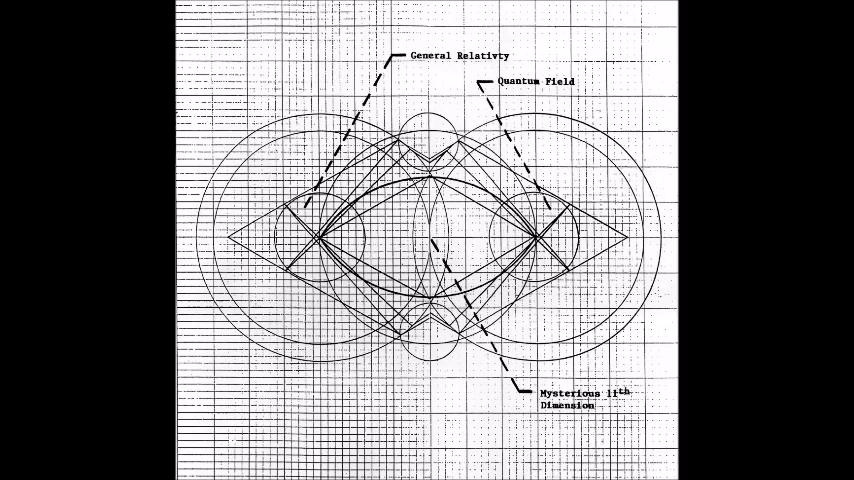 General Relativty
Quantum Field
Mysterious 11th
Dimension